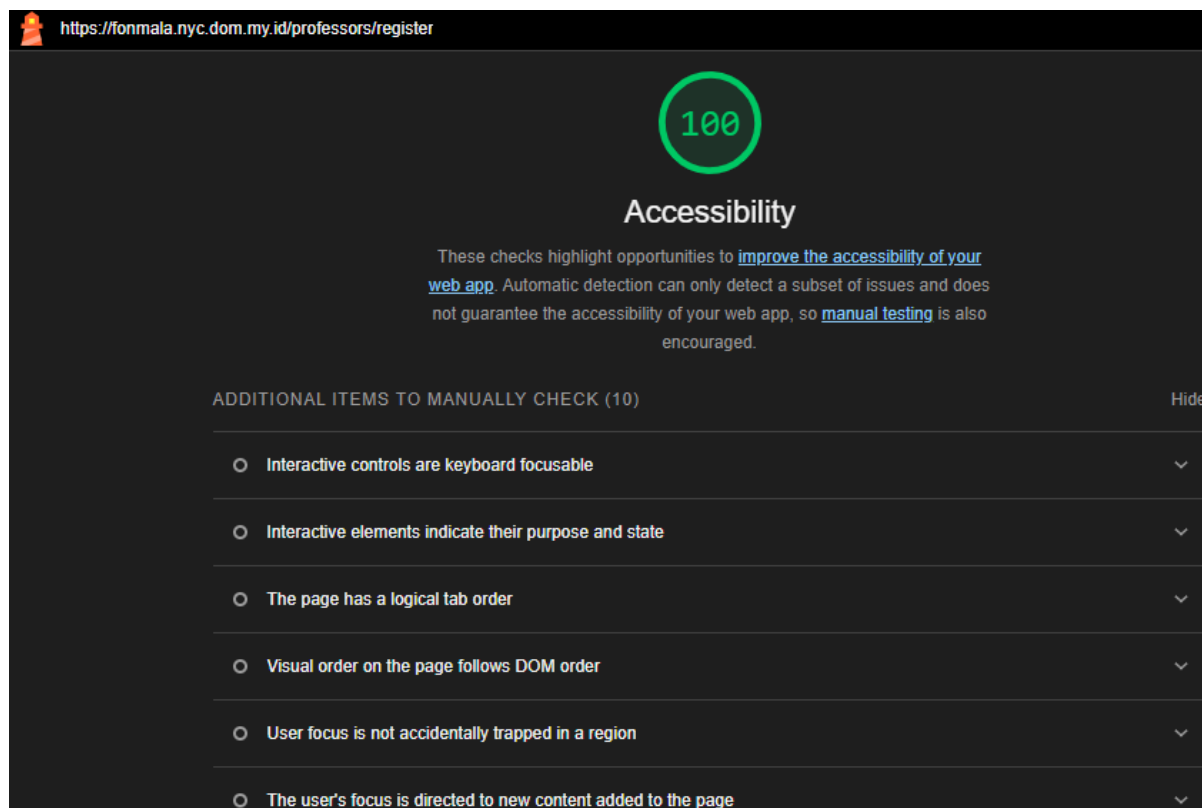 https://fonmala.nyc.dom.my.id/professors/register
100
Accessibility
These checks highlight opportunities to improve the accessibility of your
web app. Automatic detection can only detect a subset of issues and does
not guarantee the accessibility of your web app, so manual testing is also
encouraged.
ADDITIONAL ITEMS TO MANUALLY CHECK (10)
Hide
Interactive controls are keyboard focusable
Interactive elements indicate their purpose and state
The page has a logical tab order
Visual order on the page follows DOM order
User focus is not accidentally trapped in a region
The user's focus is directed to new content added to the page